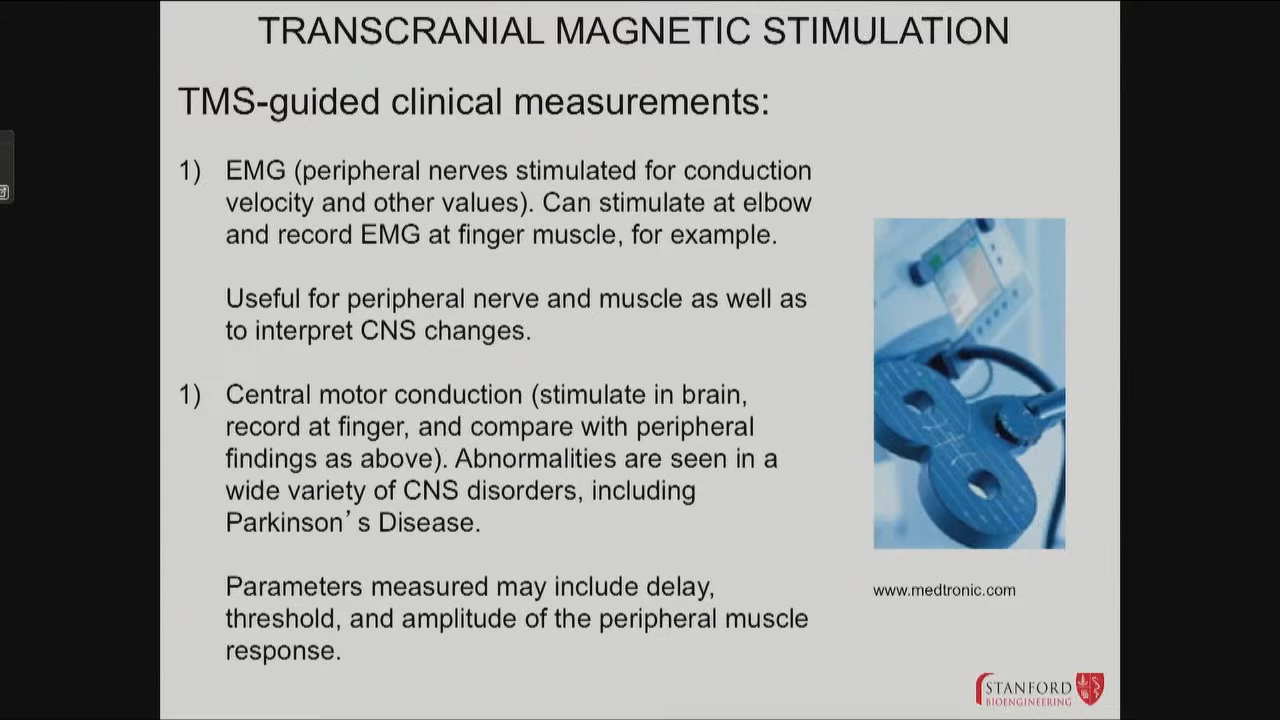 TRANSCRANIAL MAGNETIC STIMULATION
TMS-guided clinical measurements:
1) EMG (peripheral nerves stimulated for conduction
velocity and other values). Can stimulate at elbow
and record EMG at finger muscle, for example.
Useful for peripheral nerve and muscle as well as
to interpret CNS changes.
1) Central motor conduction (stimulate in brain,
record at finger, and compare with peripheral
findings as above). Abnormalities are seen in a
wide variety of CNS disorders, including
Parkinson’s Disease.
Parameters measured may include delay,
threshold, and amplitude of the peripheral muscle
response.
www.medtronic.com
STANFORD
BIOENGINEERING